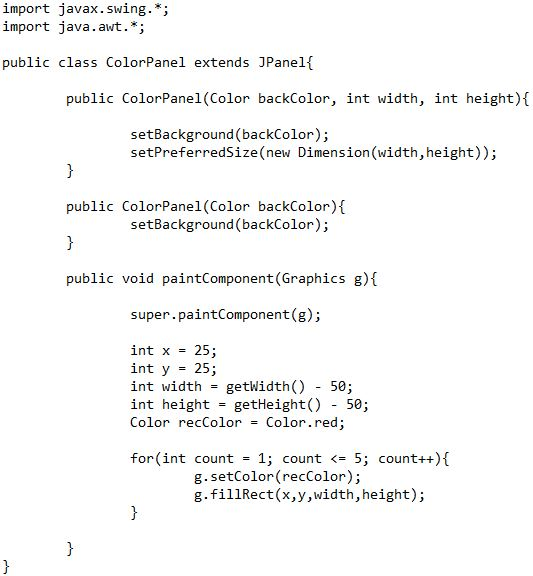 import javax.swing.*;
import java.awt.*;
public class ColorPanel extends JPanel{
public ColorPanel(Color backColor, int width, int height){
setBackground(backColor);
setPreferredSize(new Dimension(width,height));
}
public ColorPanel(Color backColor){
setBackground(backColor);
}
public void paintComponent(Graphics g){
super.paintComponent(g);
int x = 25;
int y = 25;
int width = getWidth() - 50;
int height = getHeight() - 50;
Color recColor = Color.red;
for(int count = 1; count <= 5; count++){
g.setColor(recColor);
g.fillRect(x,y,width,height);
}
}
}